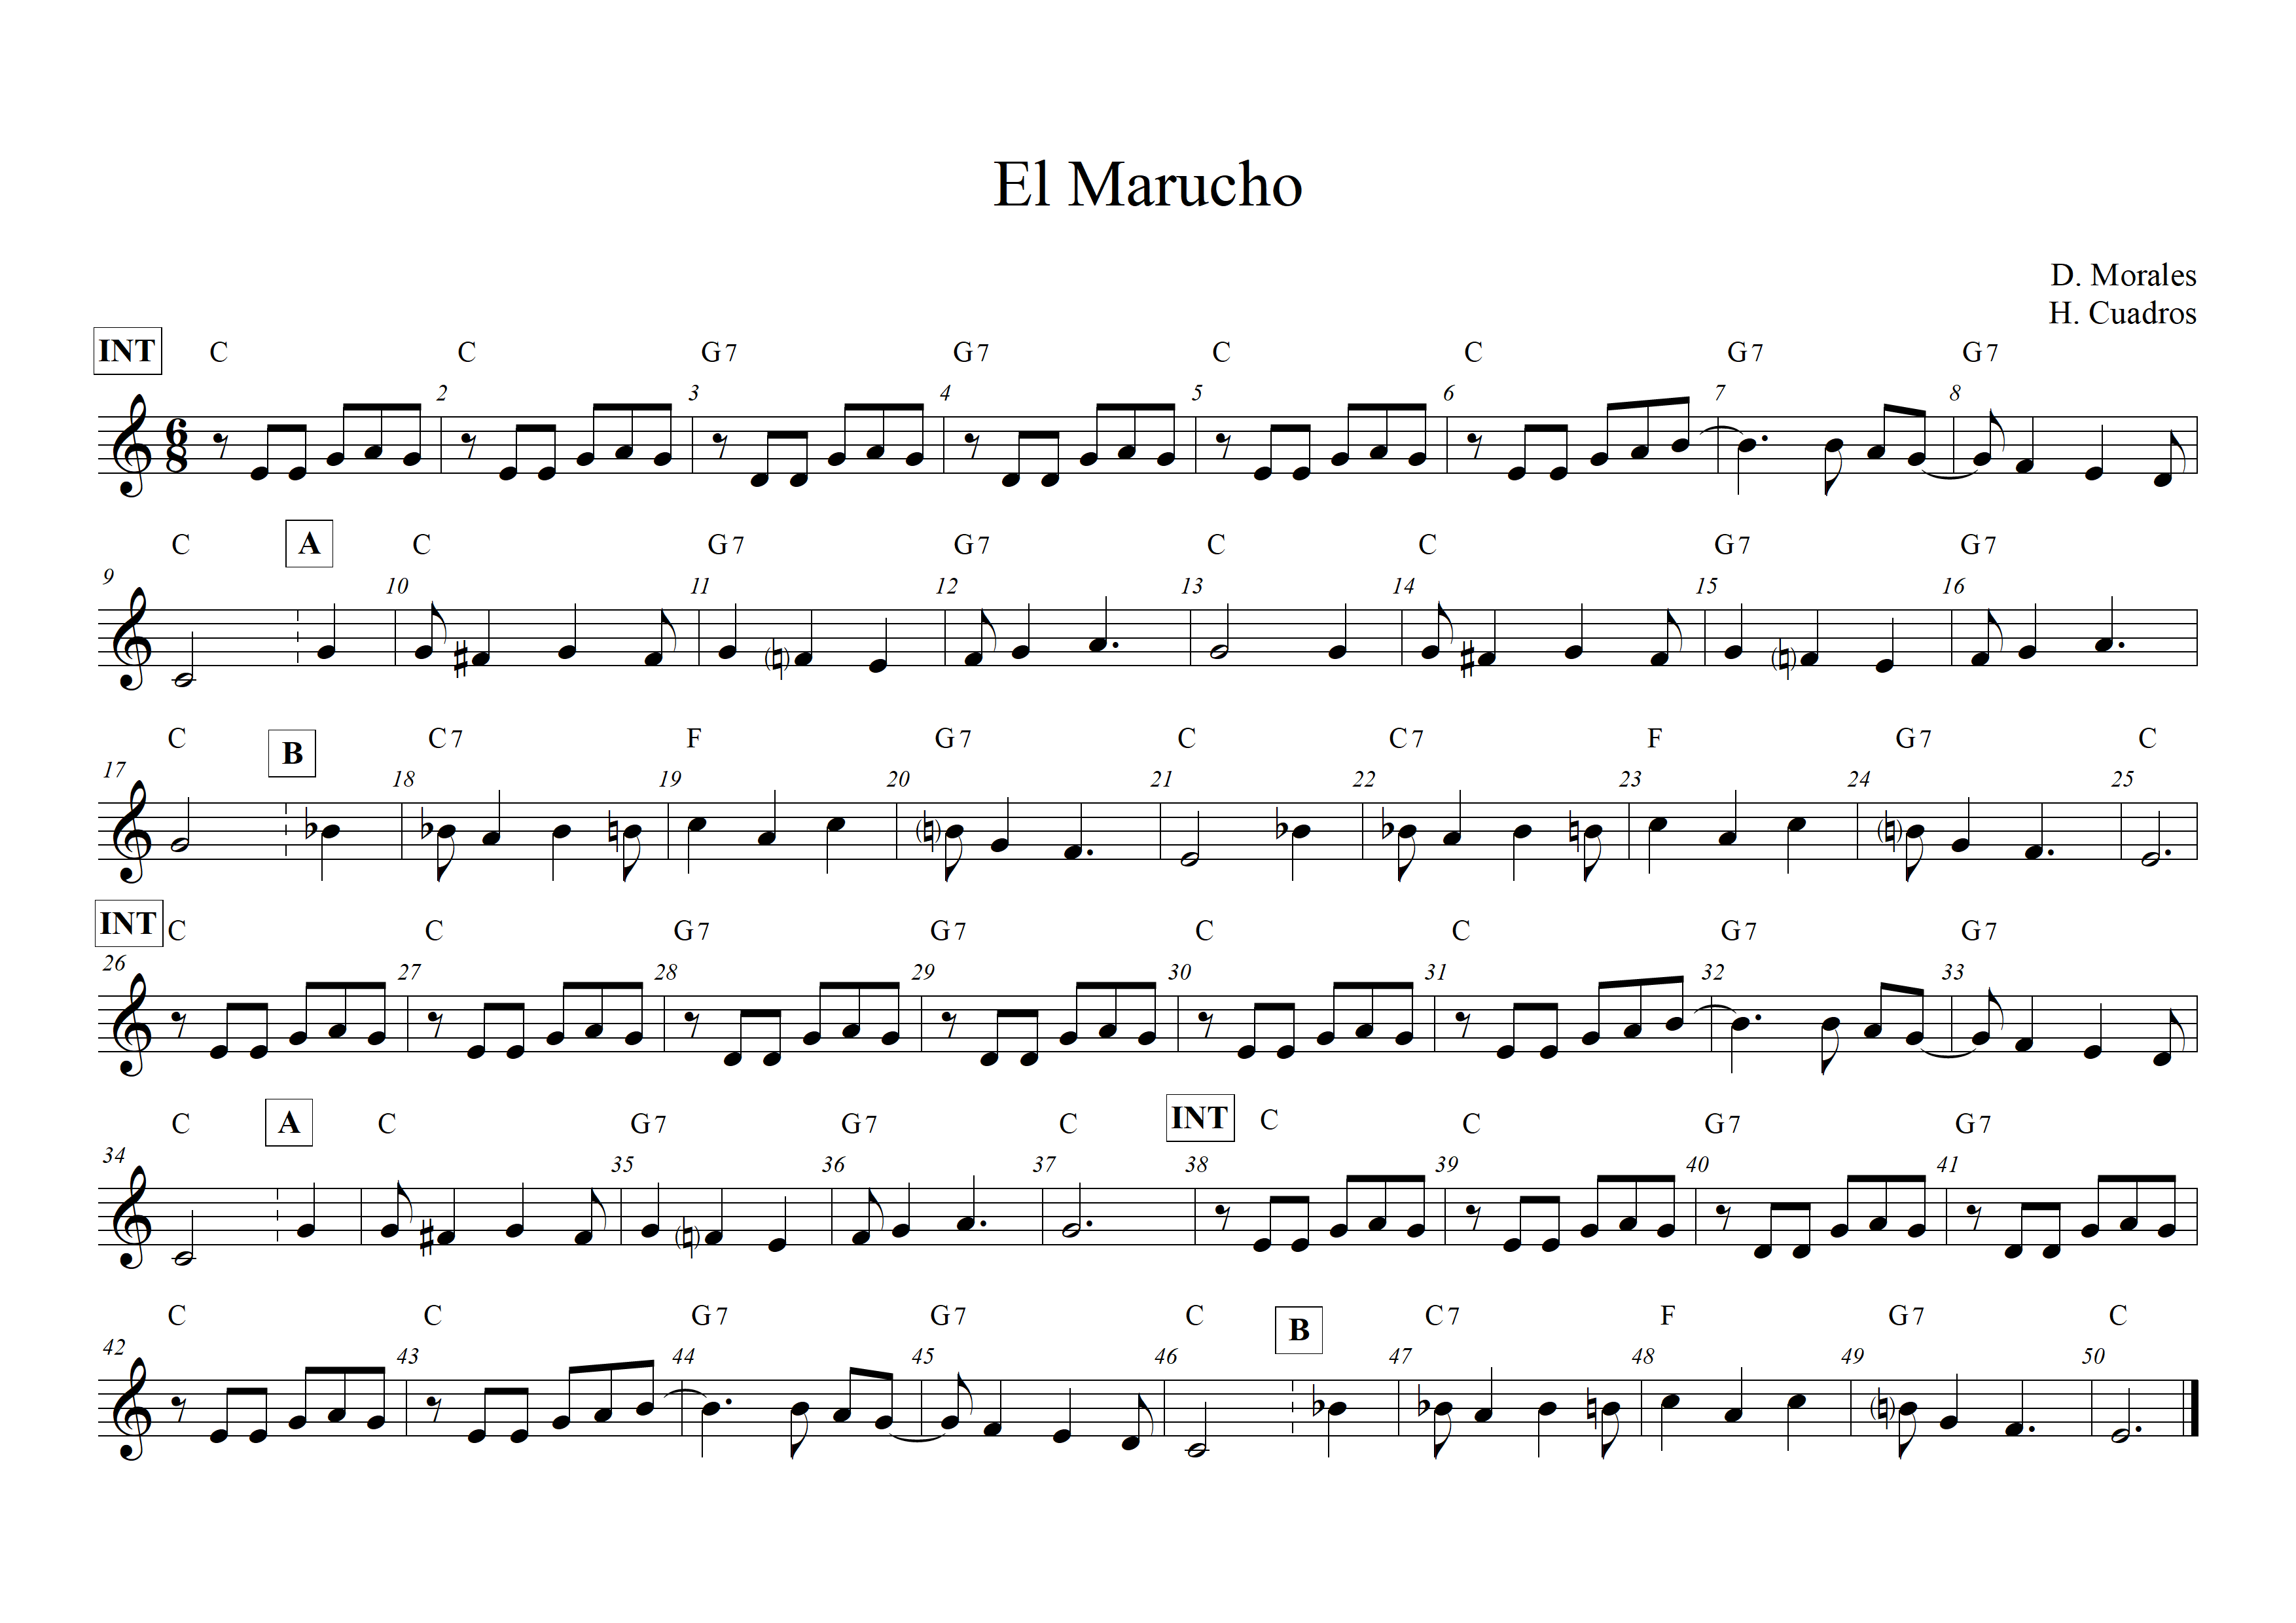 El Marucho
D. Morales
H. Cuadros
INT C C G7 G7 C C G7 G7
2 3 4 5 6 7 8
6
8
C A C G7 G7 C C G7 G7
9 10 11 12 13 14 15 16
C B C7 F G7 C C7 F G7 C
17 18 19 20 21 22 23 24 25
INT C C G7 G7 C C G7 G7
26 27 28 29 30 31 32 33
C A C G7 G7 C INT C C G7 G7
34 35 36 37 38 39 40 41
C C G7 G7 C B C7 F G7 C
42 43 44 45 46 47 48 49 50